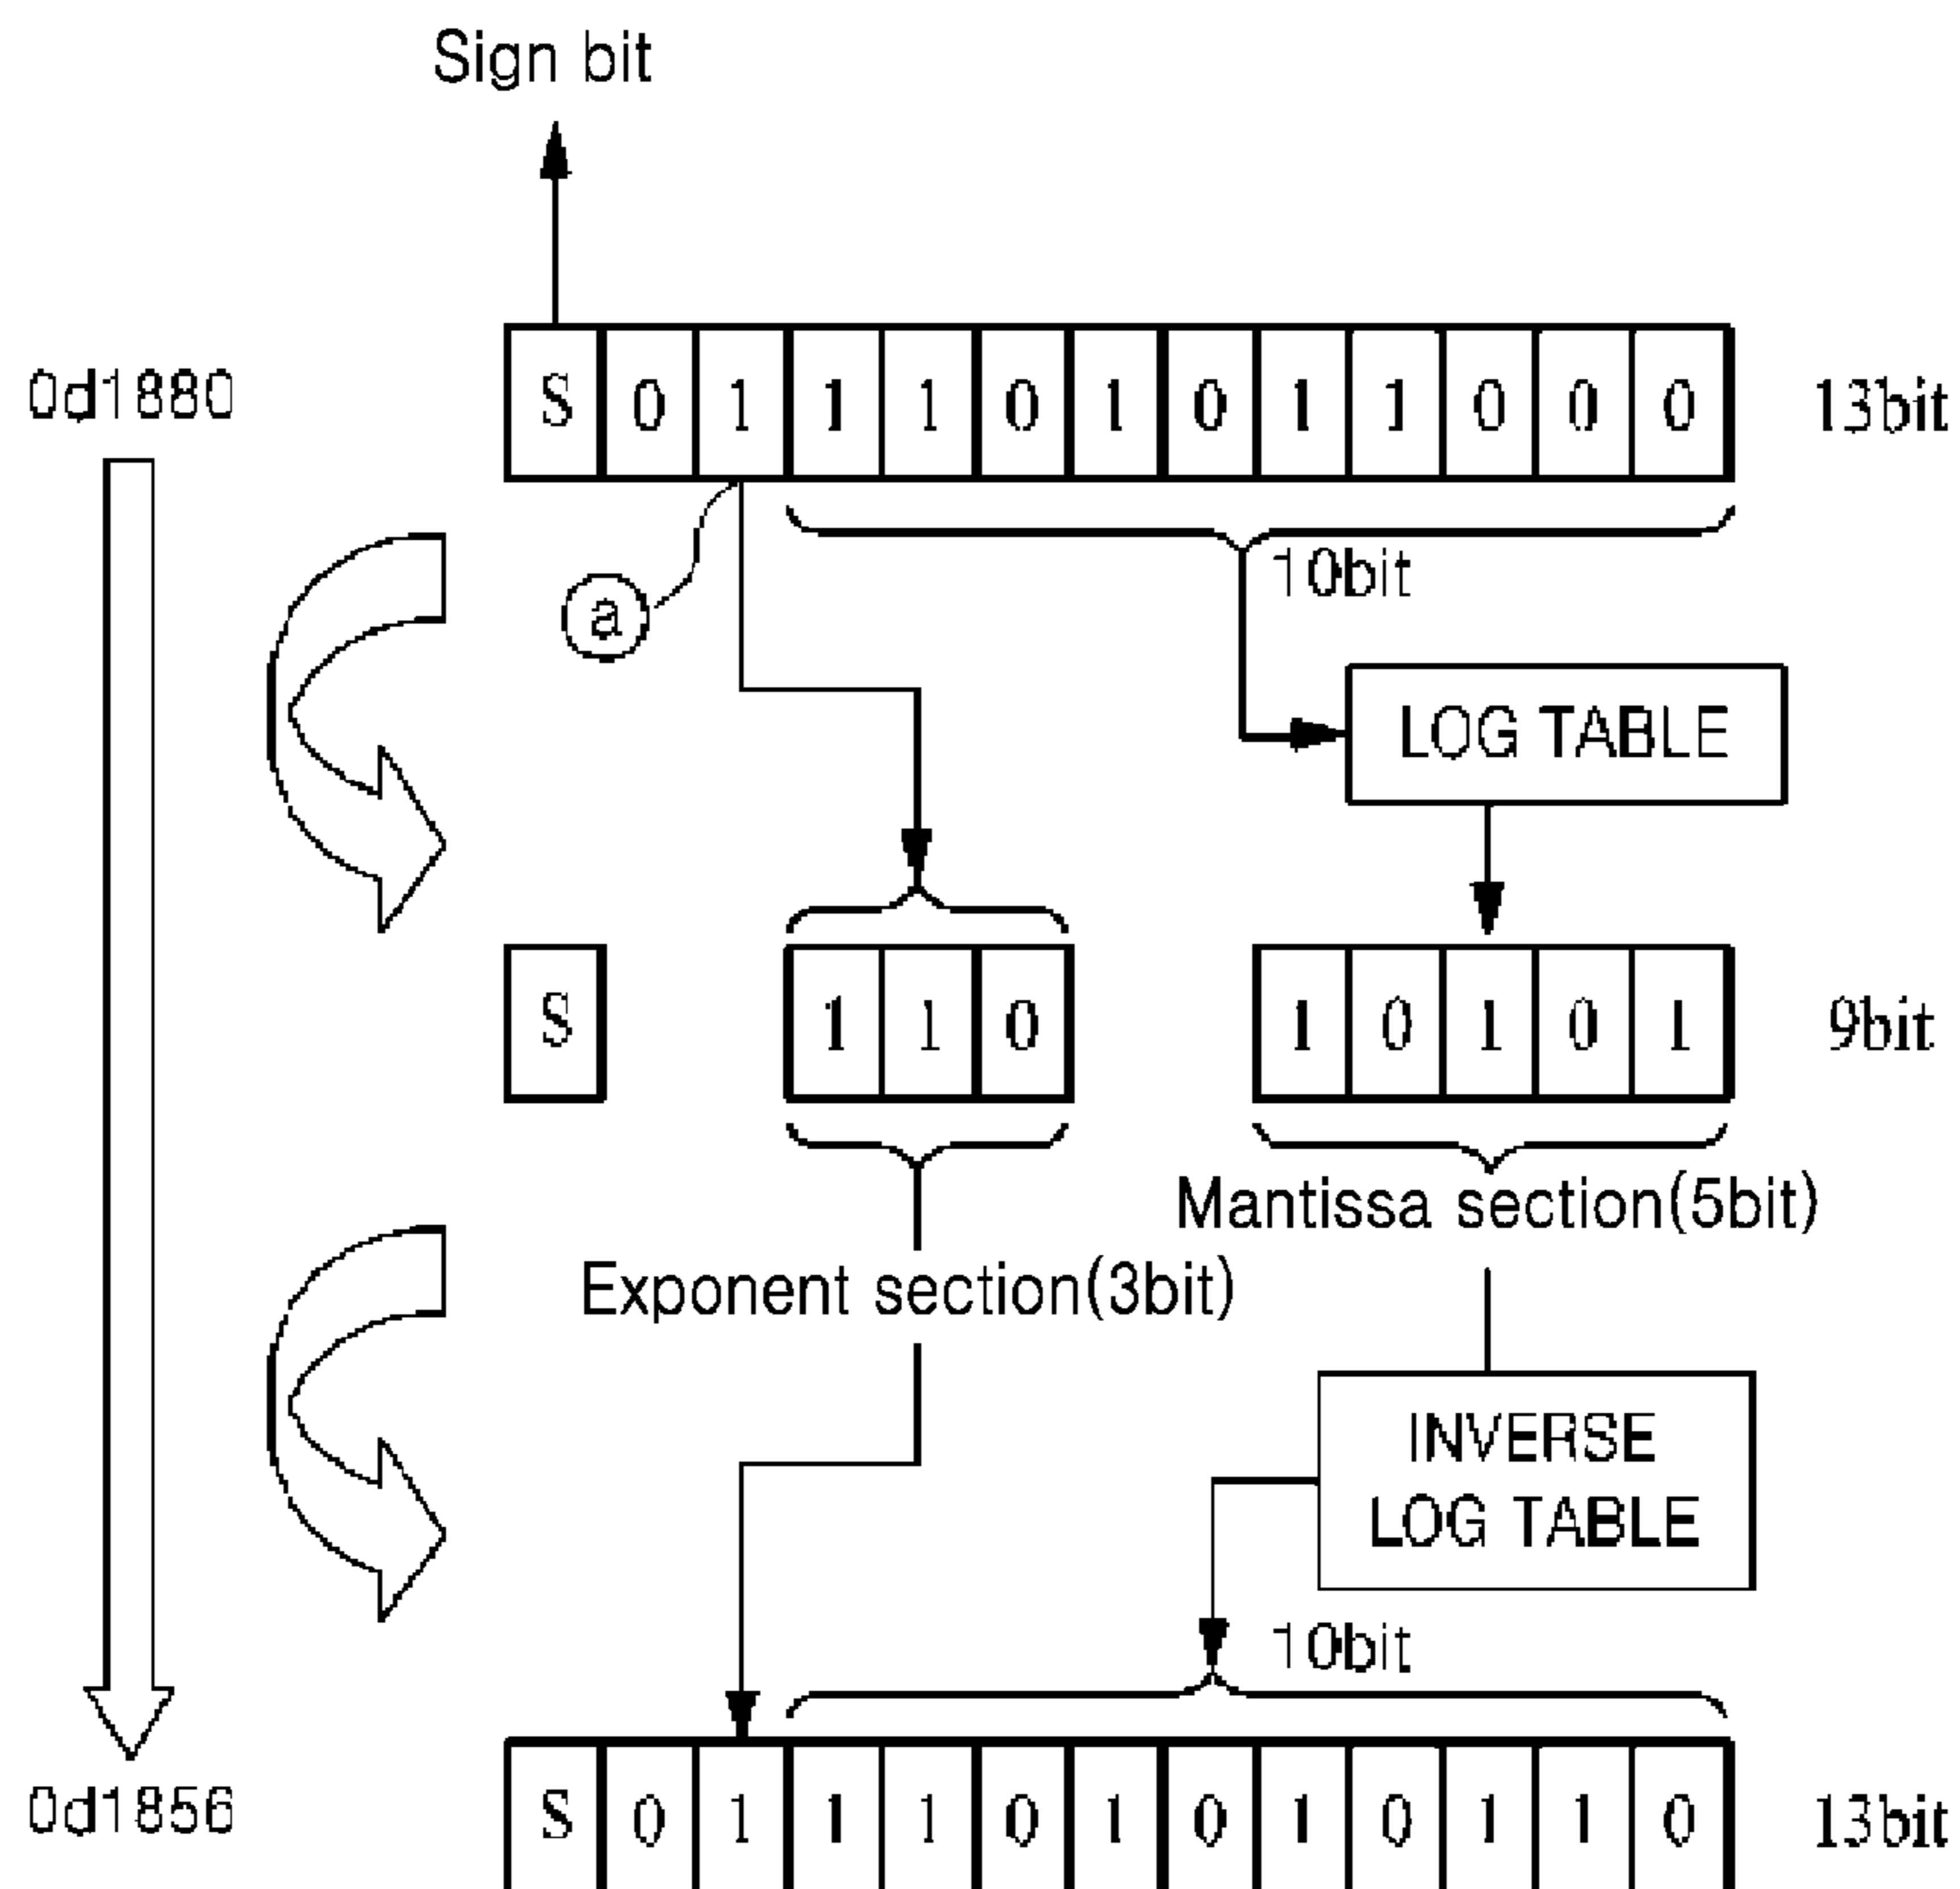 Sign bit
0d1880 S 0 1 1 1 0 1 0 1 1 0 0 0 13bit
10bit
a
LOG TABLE
S 1 1 0 1 0 1 0 1 9bit
Mantissa section(5bit)
Exponent section(3bit)
INVERSE
LOG TABLE
10bit
0d1856 S 0 1 1 1 0 1 0 1 0 1 1 0 13bit